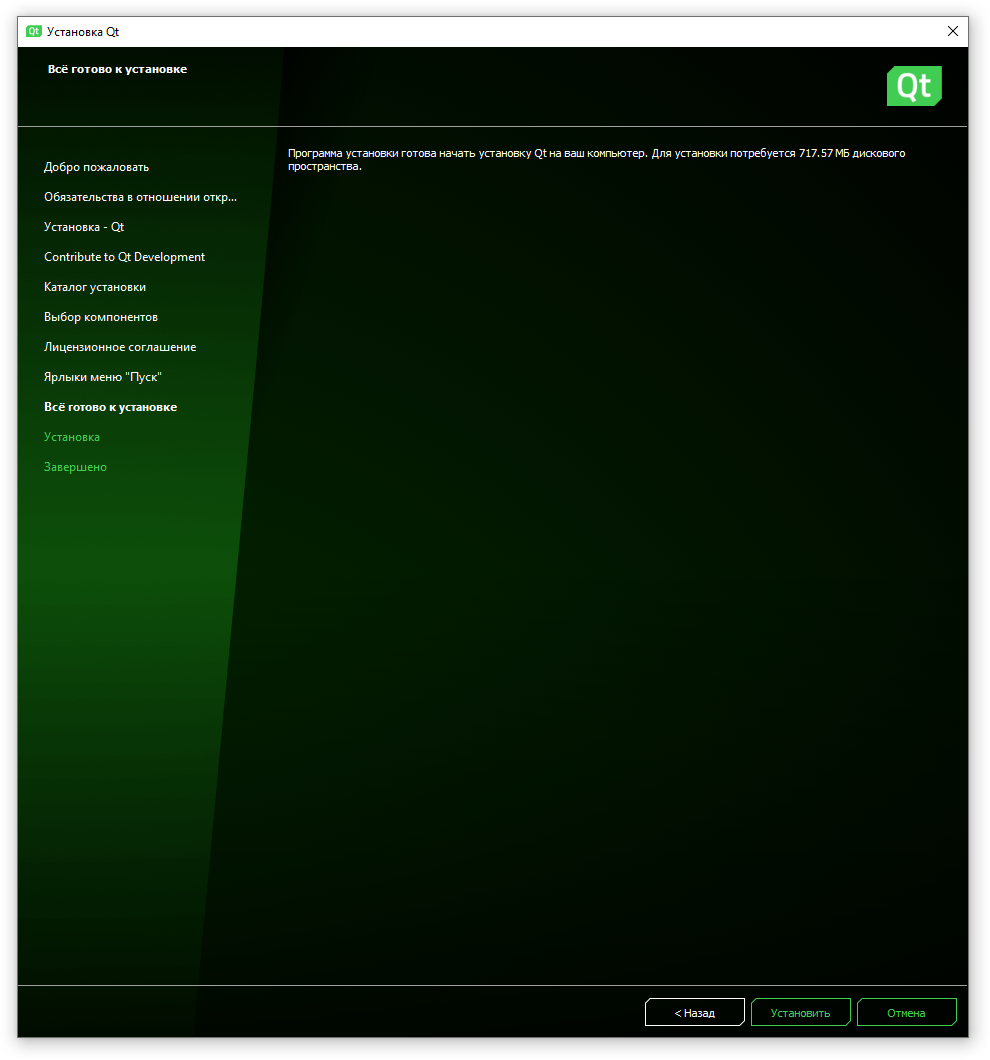 Qt Установка Qt
Всё готово к установке
Qt
Добро пожаловать
Обязательства в отношении откр...
Установка - Qt
Contribute to Qt Development
Каталог установки
Выбор компонентов
Лицензионное соглашение
Ярлыки меню "Пуск"
Всё готово к установке
Установка
Завершено
Программа установки готова начать установку Qt на ваш компьютер. Для установки потребуется 717.57 МБ дискового
пространства.
< Назад
Установить
Отмена